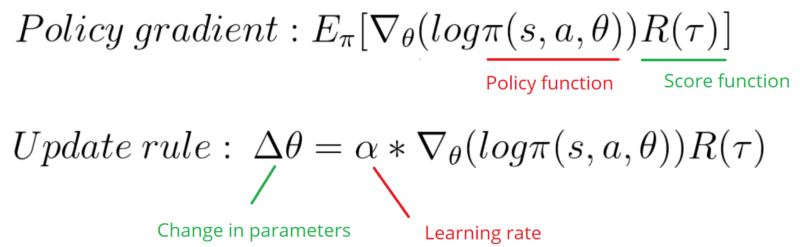 Policy gradient : E_π[∇_θ(logπ(s, a, θ))R(τ)]
Policy function
Score function
Update rule : Δθ = α * ∇_θ(logπ(s, a, θ))R(τ)
Change in parameters
Learning rate